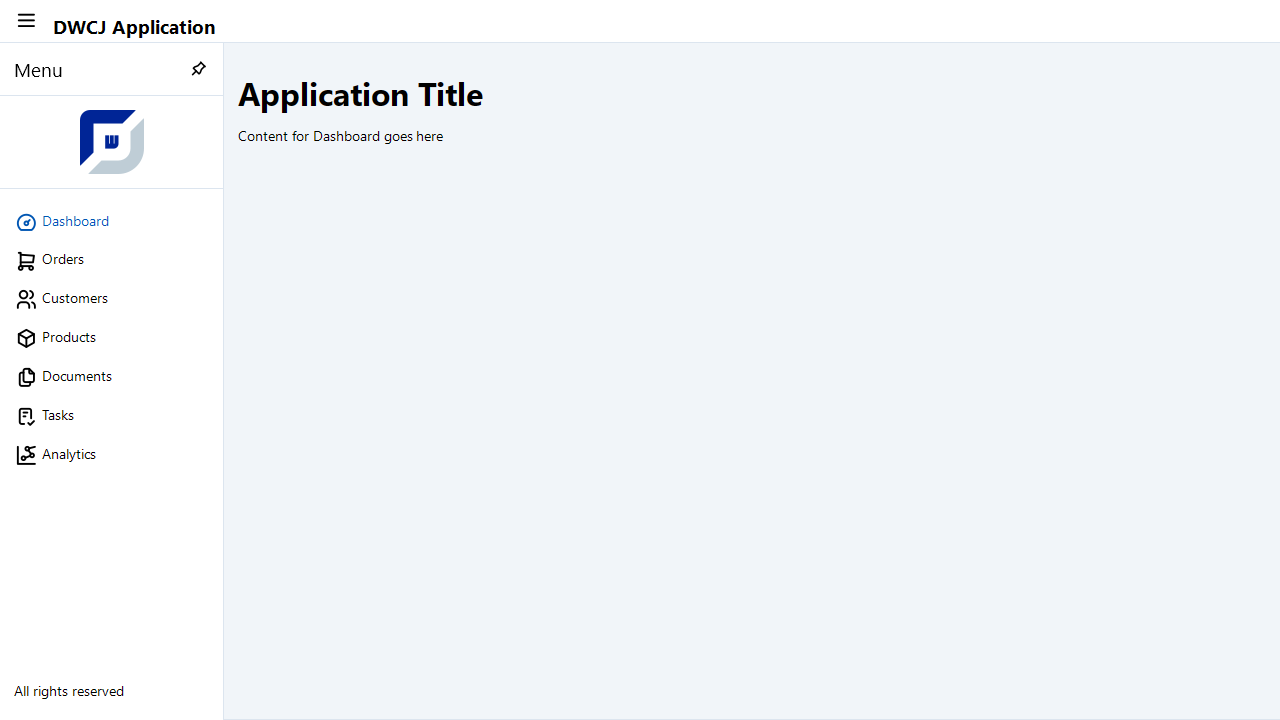 DWCJ Application
Menu
Application Title
Content for Dashboard goes here
W
Dashboard
Orders
Customers
Products
Documents
Tasks
Analytics
All rights reserved